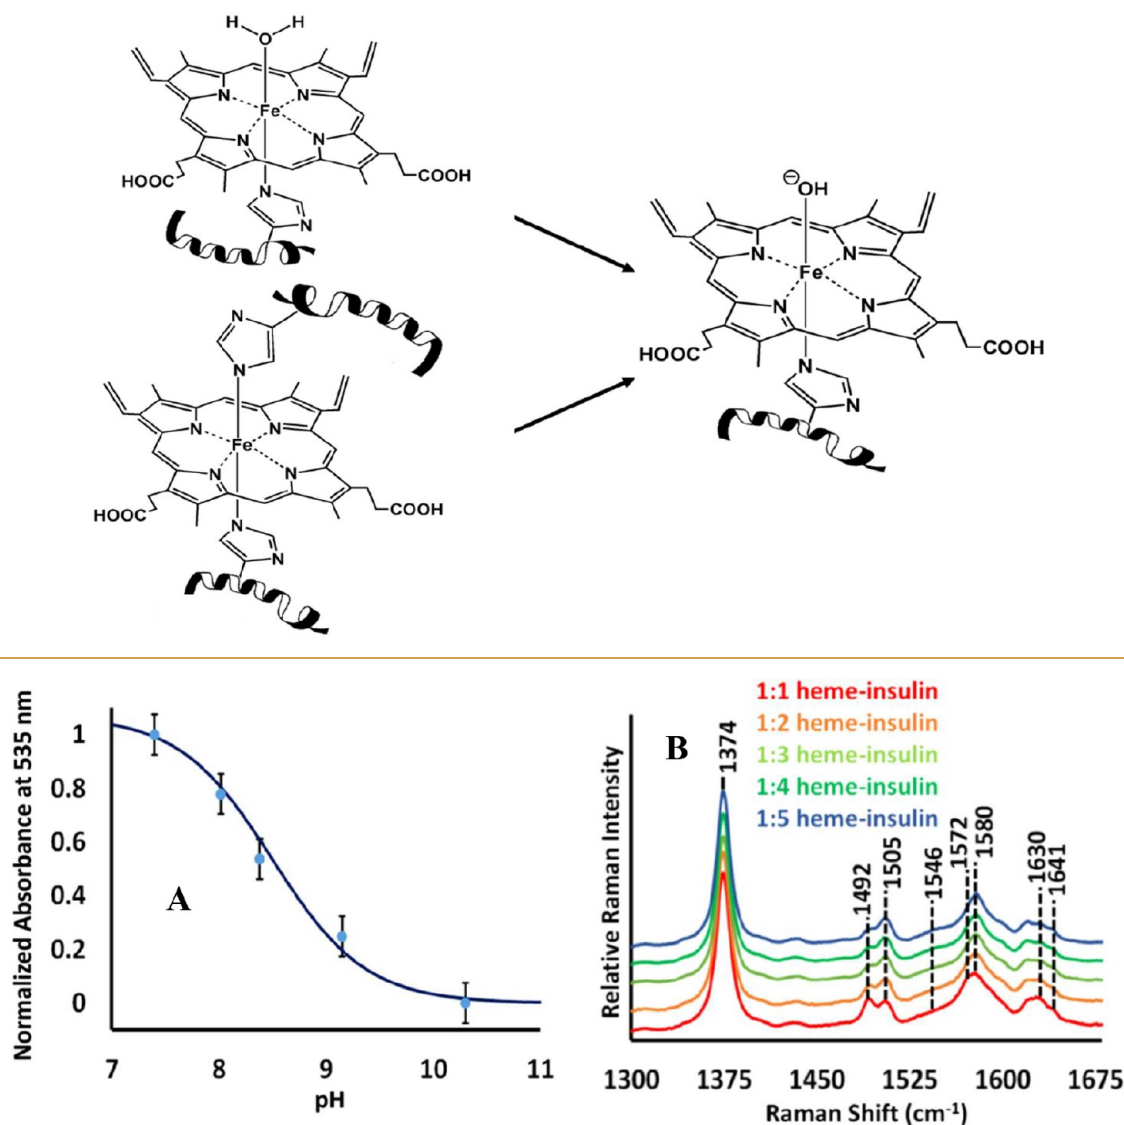 H H
O
N N
Fe
N N
HOOC
COOH
N
N
⊖OH
N N
Fe
N N
HOOC
COOH
N
N
N
N
N N
Fe
N N
HOOC
COOH
N
N
A
Normalized Absorbance at 535 nm
1
0.8
0.6
0.4
0.2
0
7 8 9 10 11
pH
B
1:1 heme-insulin
1:2 heme-insulin
1:3 heme-insulin
1:4 heme-insulin
1:5 heme-insulin
1374
1492
1505
1546
1572
1580
1630
1641
Relative Raman Intensity
1300 1375 1450 1525 1600 1675
Raman Shift (cm⁻¹)